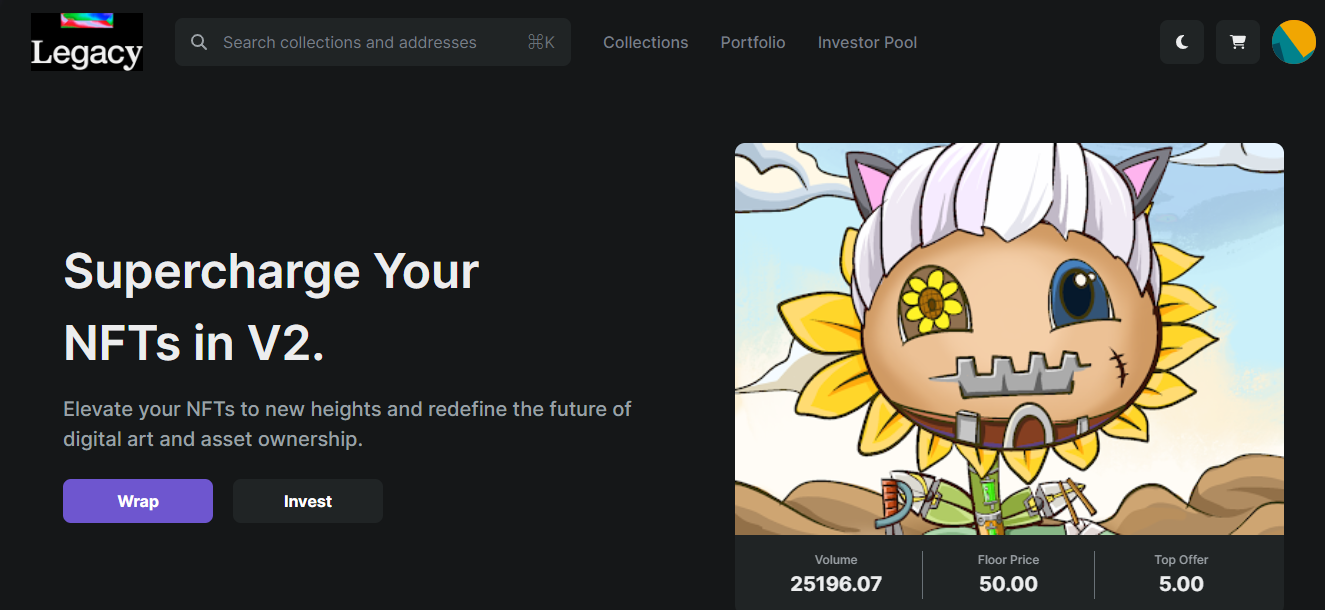 Legacy
Search collections and addresses ⌘K
Collections
Portfolio
Investor Pool
Supercharge Your
NFTs in V2.
Elevate your NFTs to new heights and redefine the future of
digital art and asset ownership.
Wrap
Invest
Volume
25196.07
Floor Price
50.00
Top Offer
5.00